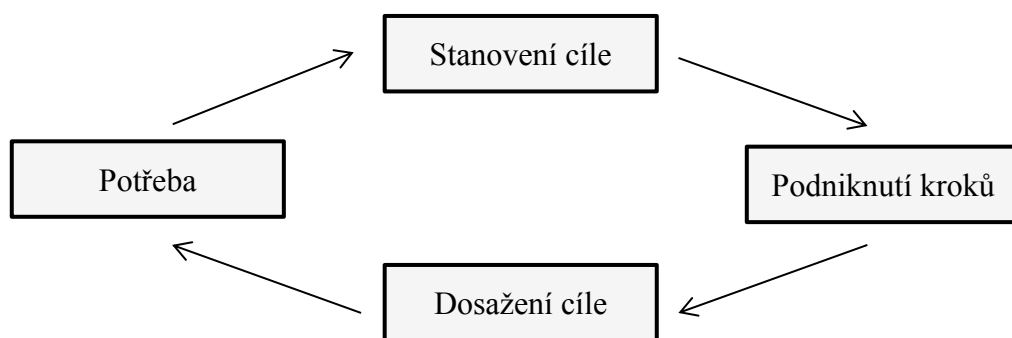 Stanovení cíle
Potřeba
Podniknutí kroků
Dosažení cíle